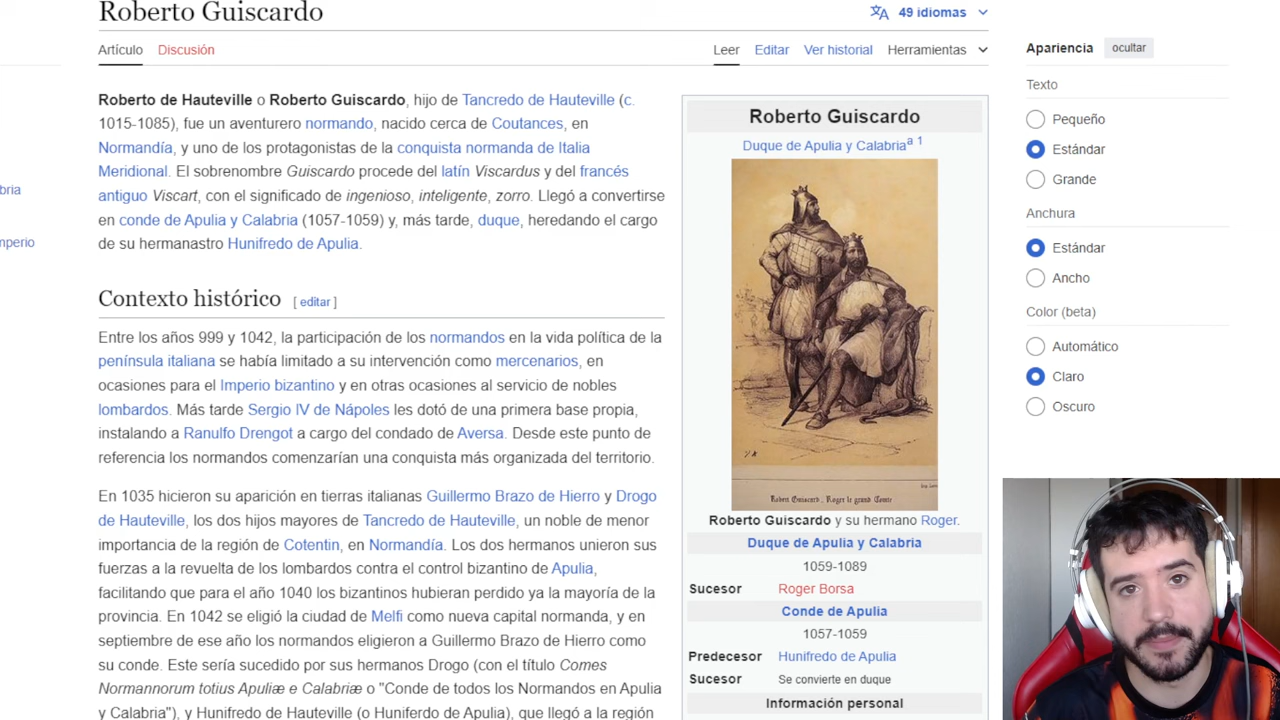 Roberto Guiscardo
49 idiomas
Artículo Discusión Leer Editar Ver historial Herramientas
Roberto de Hauteville o Roberto Guiscardo, hijo de Tancredo de Hauteville (c.
1015-1085), fue un aventurero normando, nacido cerca de Coutances, en
Normandía, y uno de los protagonistas de la conquista normanda de Italia
Meridional. El sobrenombre Guiscardo procede del latín Viscardus y del francés
antiguo Viscart, con el significado de ingenioso, inteligente, zorro. Llegó a convertirse
en conde de Apulia y Calabria (1057-1059) y, más tarde, duque, heredando el cargo
de su hermanastro Hunifredo de Apulia.
Contexto histórico [ editar ]
Entre los años 999 y 1042, la participación de los normandos en la vida política de la
península italiana se había limitado a su intervención como mercenarios, en
ocasiones para el Imperio bizantino y en otras ocasiones al servicio de nobles
lombardos. Más tarde Sergio IV de Nápoles les dotó de una primera base propia,
instalando a Ranulfo Drengot a cargo del condado de Aversa. Desde este punto de
referencia los normandos comenzarían una conquista más organizada del territorio.
En 1035 hicieron su aparición en tierras italianas Guillermo Brazo de Hierro y Drogo
de Hauteville, los dos hijos mayores de Tancredo de Hauteville, un noble de menor
importancia de la región de Cotentin, en Normandía. Los dos hermanos unieron sus
fuerzas a la revuelta de los lombardos contra el control bizantino de Apulia,
facilitando que para el año 1040 los bizantinos hubieran perdido ya la mayoría de la
provincia. En 1042 se eligió la ciudad de Melfi como nueva capital normanda, y en
septiembre de ese año los normandos eligieron a Guillermo Brazo de Hierro como
su conde. Este sería sucedido por sus hermanos Drogo (con el título Comes
Normannorum totius Apuliæ e Calabriæ o "Conde de todos los Normandos en Apulia
y Calabria"), y Hunifredo de Hauteville (o Huniferdo de Apulia), que llegó a la región
bria
mperio
Roberto Guiscardo
Duque de Apulia y Calabria a 1
Robert Guiscard, Roger le grand Comte.
Roberto Guiscardo y su hermano Roger.
Duque de Apulia y Calabria
1059-1089
Sucesor Roger Borsa
Conde de Apulia
1057-1059
Predecesor Hunifredo de Apulia
Sucesor Se convierte en duque
Información personal
Apariencia ocultar
Texto
Pequeño
Estándar
Grande
Anchura
Estándar
Ancho
Color (beta)
Automático
Claro
Oscuro